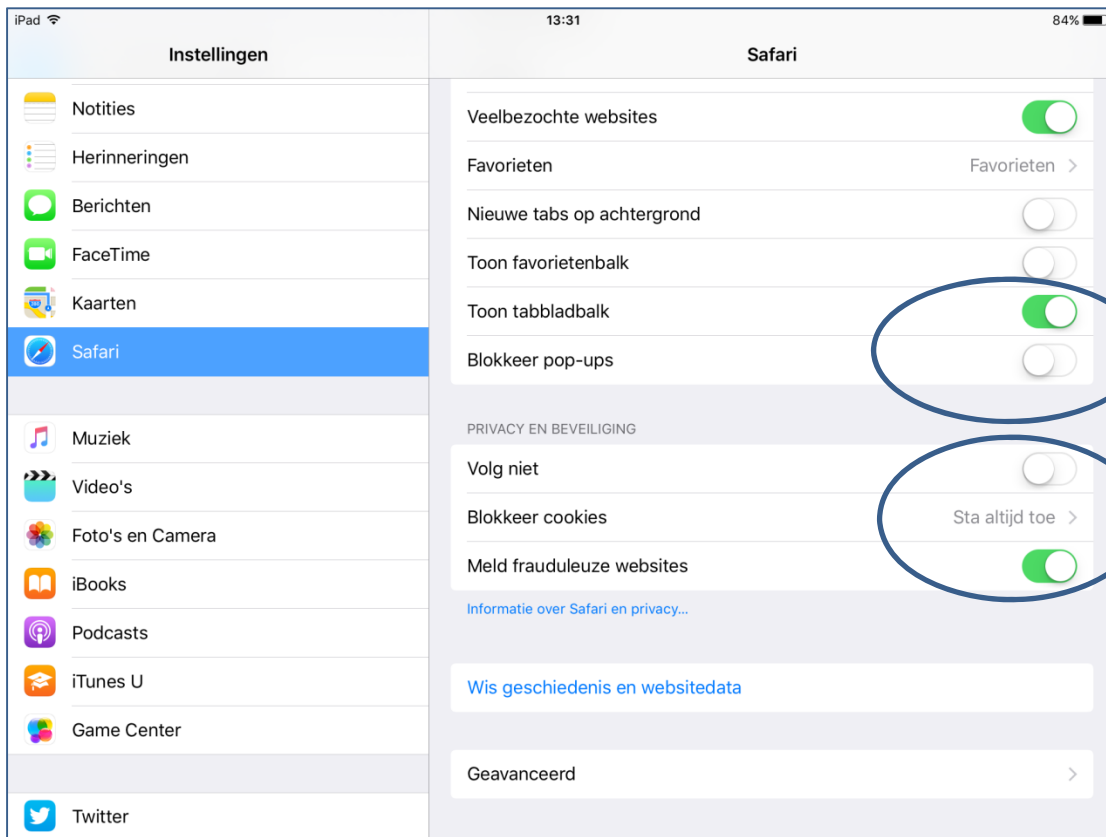 iPad 13:31 84%
Instellingen
Safari
Notities
Herinneringen
Berichten
FaceTime
Kaarten
Safari
Muziek
Video's
Foto's en Camera
iBooks
Podcasts
iTunes U
Game Center
Twitter
Veelbezochte websites
Favorieten Favorieten
Nieuwe tabs op achtergrond
Toon favorietenbalk
Toon tabbladbalk
Blokkeer pop-ups
PRIVACY EN BEVEILIGING
Volg niet
Blokkeer cookies Sta altijd toe
Meld frauduleuze websites
Informatie over Safari en privacy...
Wis geschiedenis en websitedata
Geavanceerd